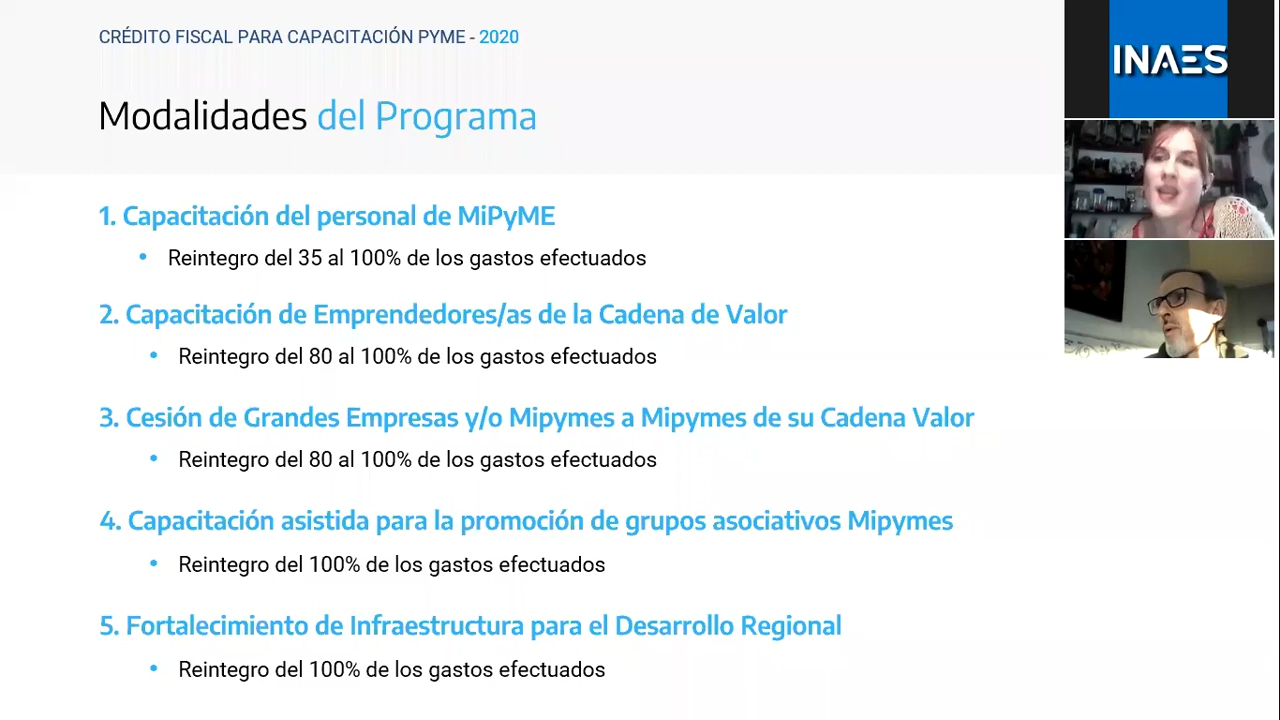 CRÉDITO FISCAL PARA CAPACITACIÓN PYME - 2020
Modalidades del Programa
1. Capacitación del personal de MiPyME
• Reintegro del 35 al 100% de los gastos efectuados
2. Capacitación de Emprendedores/as de la Cadena de Valor
• Reintegro del 80 al 100% de los gastos efectuados
3. Cesión de Grandes Empresas y/o Mipymes a Mipymes de su Cadena Valor
• Reintegro del 80 al 100% de los gastos efectuados
4. Capacitación asistida para la promoción de grupos asociativos Mipymes
• Reintegro del 100% de los gastos efectuados
5. Fortalecimiento de Infraestructura para el Desarrollo Regional
• Reintegro del 100% de los gastos efectuados
INAES